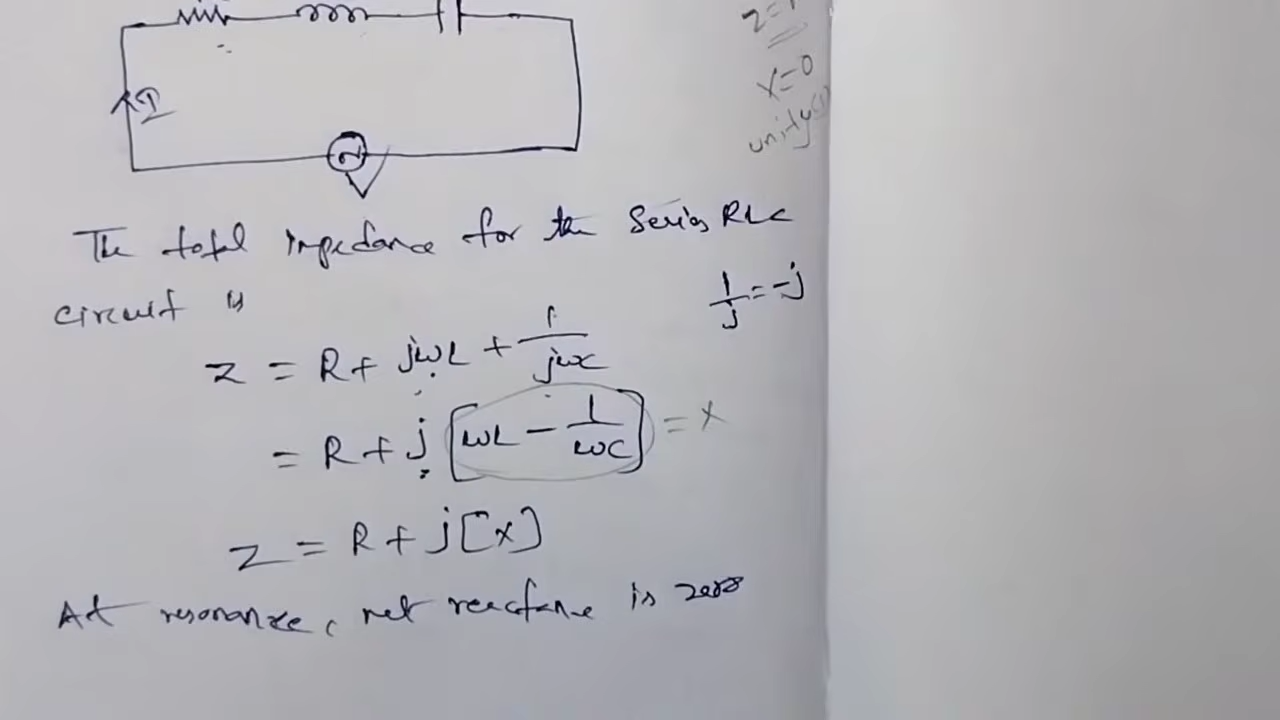 x=0
unity
I
The total impedance for the Series RLC
circuit is
1/j = -j
Z = R + jωL + 1/jωC
= R + j [ωL - 1/ωC] = x
Z = R + j[x]
At resonance, net reactance is zero